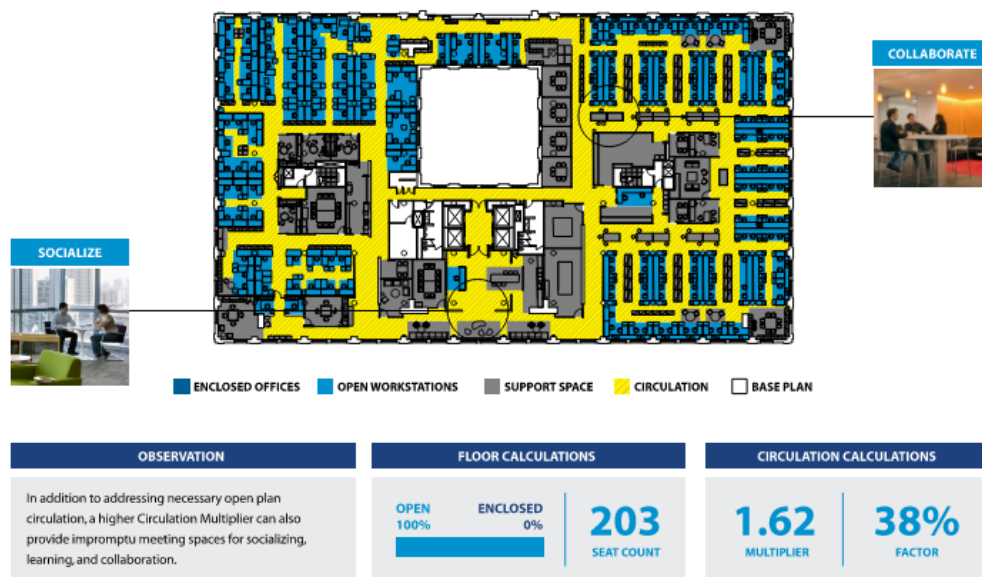 COLLABORATE
SOCIALIZE
ENCLOSED OFFICES
OPEN WORKSTATIONS
SUPPORT SPACE
CIRCULATION
BASE PLAN
OBSERVATION
In addition to addressing necessary open plan
circulation, a higher Circulation Multiplier can also
provide impromptu meeting spaces for socializing,
learning, and collaboration.
FLOOR CALCULATIONS
OPEN
100%
ENCLOSED
0%
203
SEAT COUNT
CIRCULATION CALCULATIONS
1.62
MULTIPLIER
38%
FACTOR